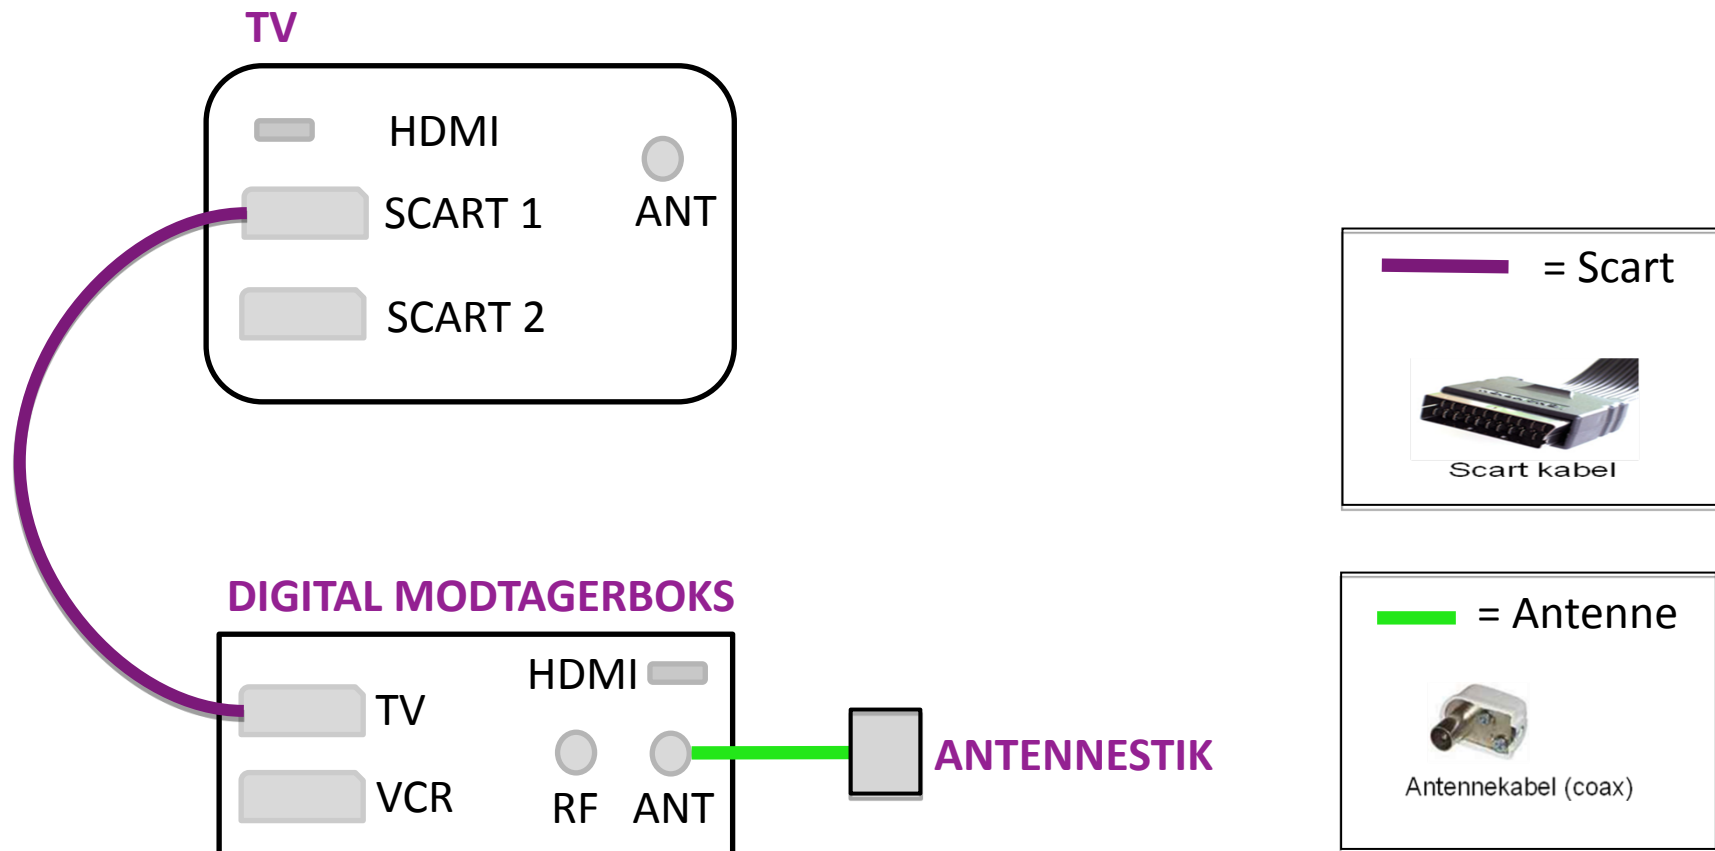 TV
HDMI
SCART 1
ANT
SCART 2
= Scart
Scart kabel
DIGITAL MODTAGERBOKS
HDMI
TV
VCR
RF
ANT
ANTENNESTIK
= Antenne
Antennekabel (coax)